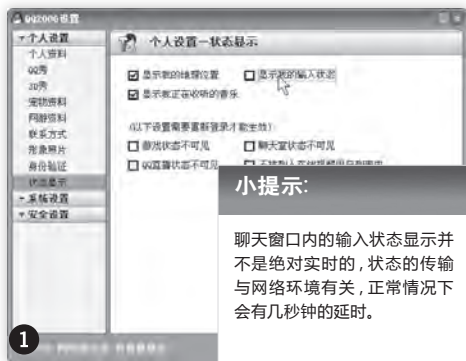 QQ2006设置
个人设置
个人设置—状态显示
个人资料
QQ秀
3D秀
宠物资料
网游资料
联系方式
形象照片
身份验证
状态显示
系统设置
安全设置
显示我的地理位置
显示我的输入状态
显示我正在收听的音乐
(以下设置需要重新登录才能生效)
游戏状态不可见
聊天室状态不可见
QQ直播状态不可见
小提示:
聊天窗口内的输入状态显示并
不是绝对实时的,状态的传输
与网络环境有关,正常情况下
会有几秒钟的延时。
1